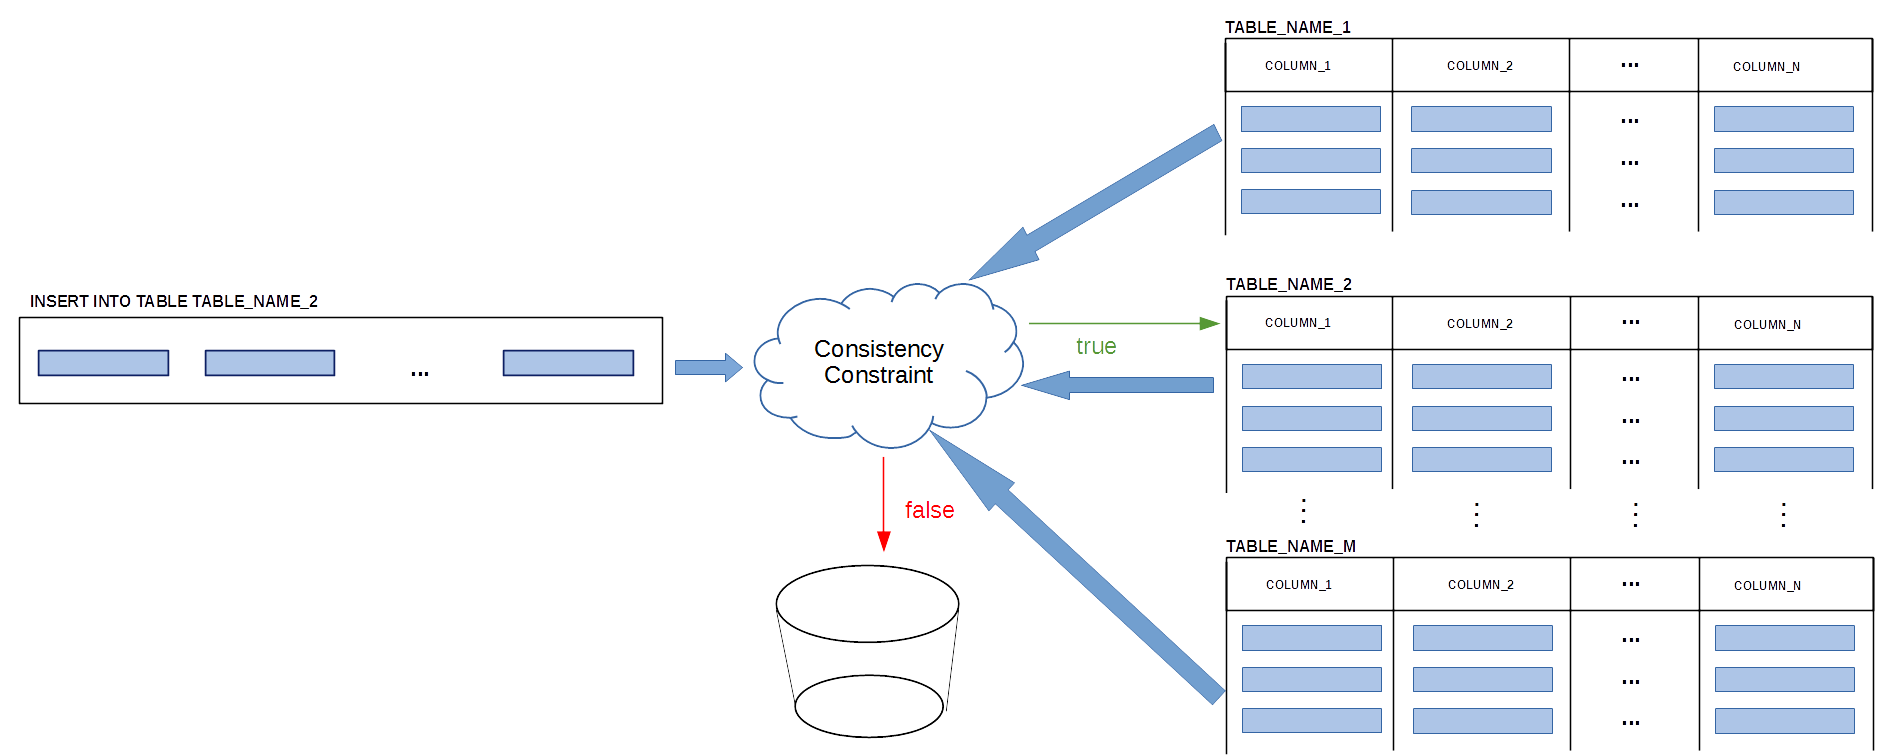 TABLE_NAME_1
COLUMN_1 COLUMN_2 ... COLUMN_N
...
...
...
INSERT INTO TABLE TABLE_NAME_2
...
Consistency
Constraint
true
false
TABLE_NAME_2
COLUMN_1 COLUMN_2 ... COLUMN_N
...
...
...
TABLE_NAME_M
COLUMN_1 COLUMN_2 ... COLUMN_N
...
...
...